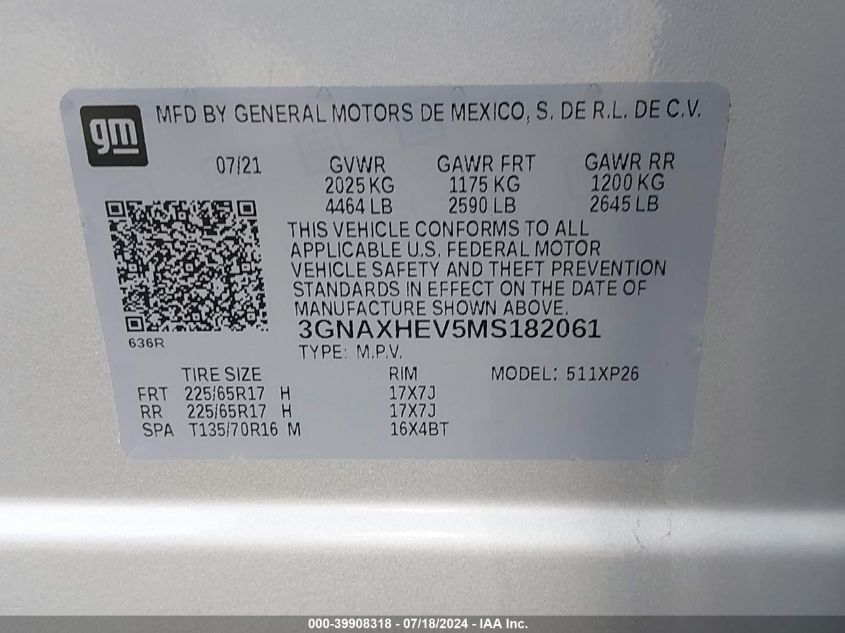 gm
MFD BY GENERAL MOTORS DE MEXICO, S. DE R.L. DE C.V.
07/21 GVWR GAWR FRT GAWR RR
2025 KG 1175 KG 1200 KG
4464 LB 2590 LB 2645 LB
THIS VEHICLE CONFORMS TO ALL
APPLICABLE U.S. FEDERAL MOTOR
VEHICLE SAFETY AND THEFT PREVENTION
STANDARDS IN EFFECT ON THE DATE OF
MANUFACTURE SHOWN ABOVE.
636R
3GNAXHEV5MS182061
TYPE: M.P.V.
TIRE SIZE RIM MODEL: 511XP26
FRT 225/65R17 H 17X7J
RR 225/65R17 H 17X7J
SPA T135/70R16 M 16X4BT
000-39908318 - 07/18/2024 - IAA Inc.